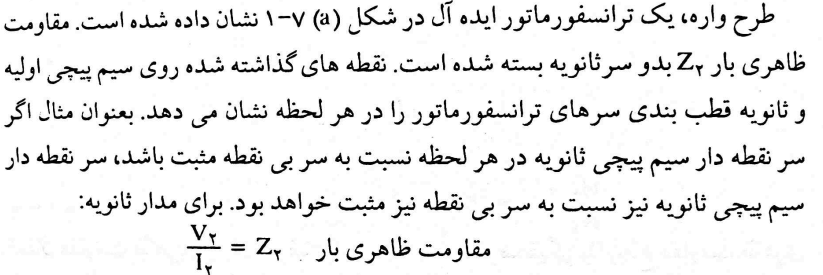 طرح واره، یک ترانسفورماتور ایده آل در شکل (a) ۷–۱ نشان داده شده است. مقاومت
ظاهری بار Z۲ بدو سر ثانویه بسته شده است. نقطه های گذاشته شده روی سیم پیچی اولیه
و ثانویه قطب بندی سرهای ترانسفورماتور را در هر لحظه نشان می دهد. بعنوان مثال اگر
سر نقطه دار سیم پیچی ثانویه در هر لحظه نسبت به سر بی نقطه مثبت باشد، سر نقطه دار
سیم پیچی ثانویه نیز نسبت به سر بی نقطه نیز مثبت خواهد بود. برای مدار ثانویه:
V۲/I۲ = Z۲ مقاومت ظاهری بار